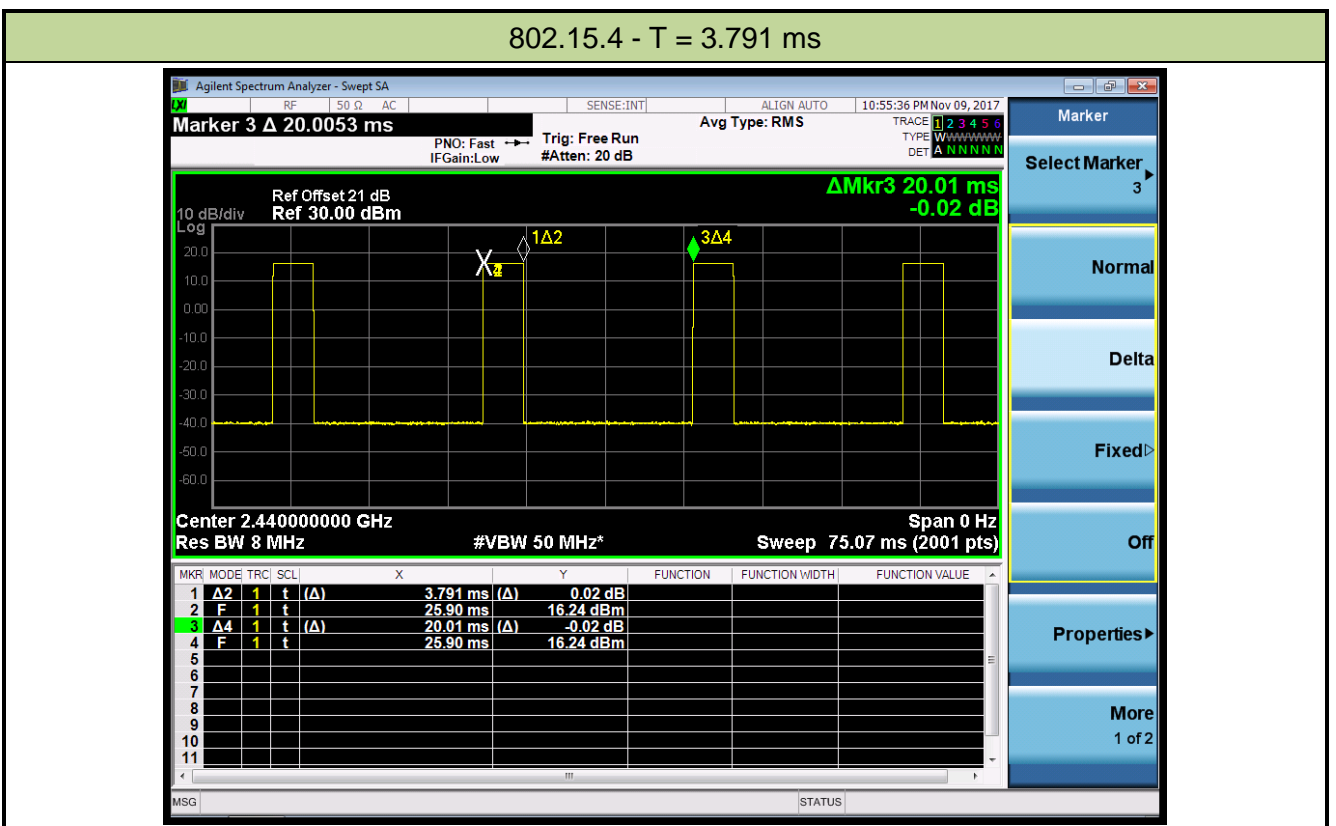 802.15.4 - T = 3.791 ms
Agilent Spectrum Analyzer - Swept SA
LXI RF 50 Ω AC SENSE:INT ALIGN AUTO 10:55:36 PM Nov 09, 2017
Marker 3 Δ 20.0053 ms
PNO: Fast
IFGain:Low
Trig: Free Run
#Atten: 20 dB
Avg Type: RMS
TRACE 1 2 3 4 5 6
TYPE WWWWWW
DET A N N N N N
ΔMkr3 20.01 ms
-0.02 dB
Ref Offset 21 dB
10 dB/div Ref 30.00 dBm
Log
1Δ2
3Δ4
20.0
10.0
0.00
-10.0
-20.0
-30.0
-40.0
-50.0
-60.0
Center 2.440000000 GHz Span 0 Hz
Res BW 8 MHz #VBW 50 MHz* Sweep 75.07 ms (2001 pts)
MKR MODE TRC SCL X Y FUNCTION FUNCTION WIDTH FUNCTION VALUE
1 Δ2 1 t (Δ) 3.791 ms (Δ) 0.02 dB
2 F 1 t 25.90 ms 16.24 dBm
3 Δ4 1 t (Δ) 20.01 ms (Δ) -0.02 dB
4 F 1 t 25.90 ms 16.24 dBm
5
6
7
8
9
10
11
MSG STATUS
Marker
Select Marker
3
Normal
Delta
Fixed
Off
Properties
More
1 of 2